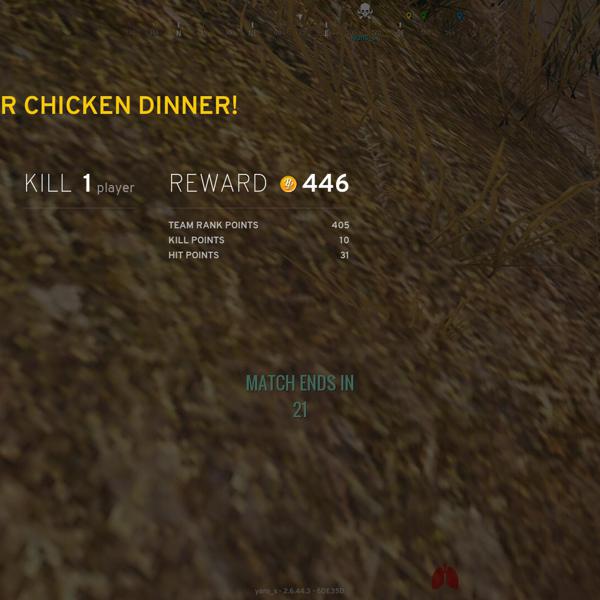 R CHICKEN DINNER!
KILL 1 player
REWARD 446
TEAM RANK POINTS 405
KILL POINTS 10
HIT POINTS 31
MATCH ENDS IN
21